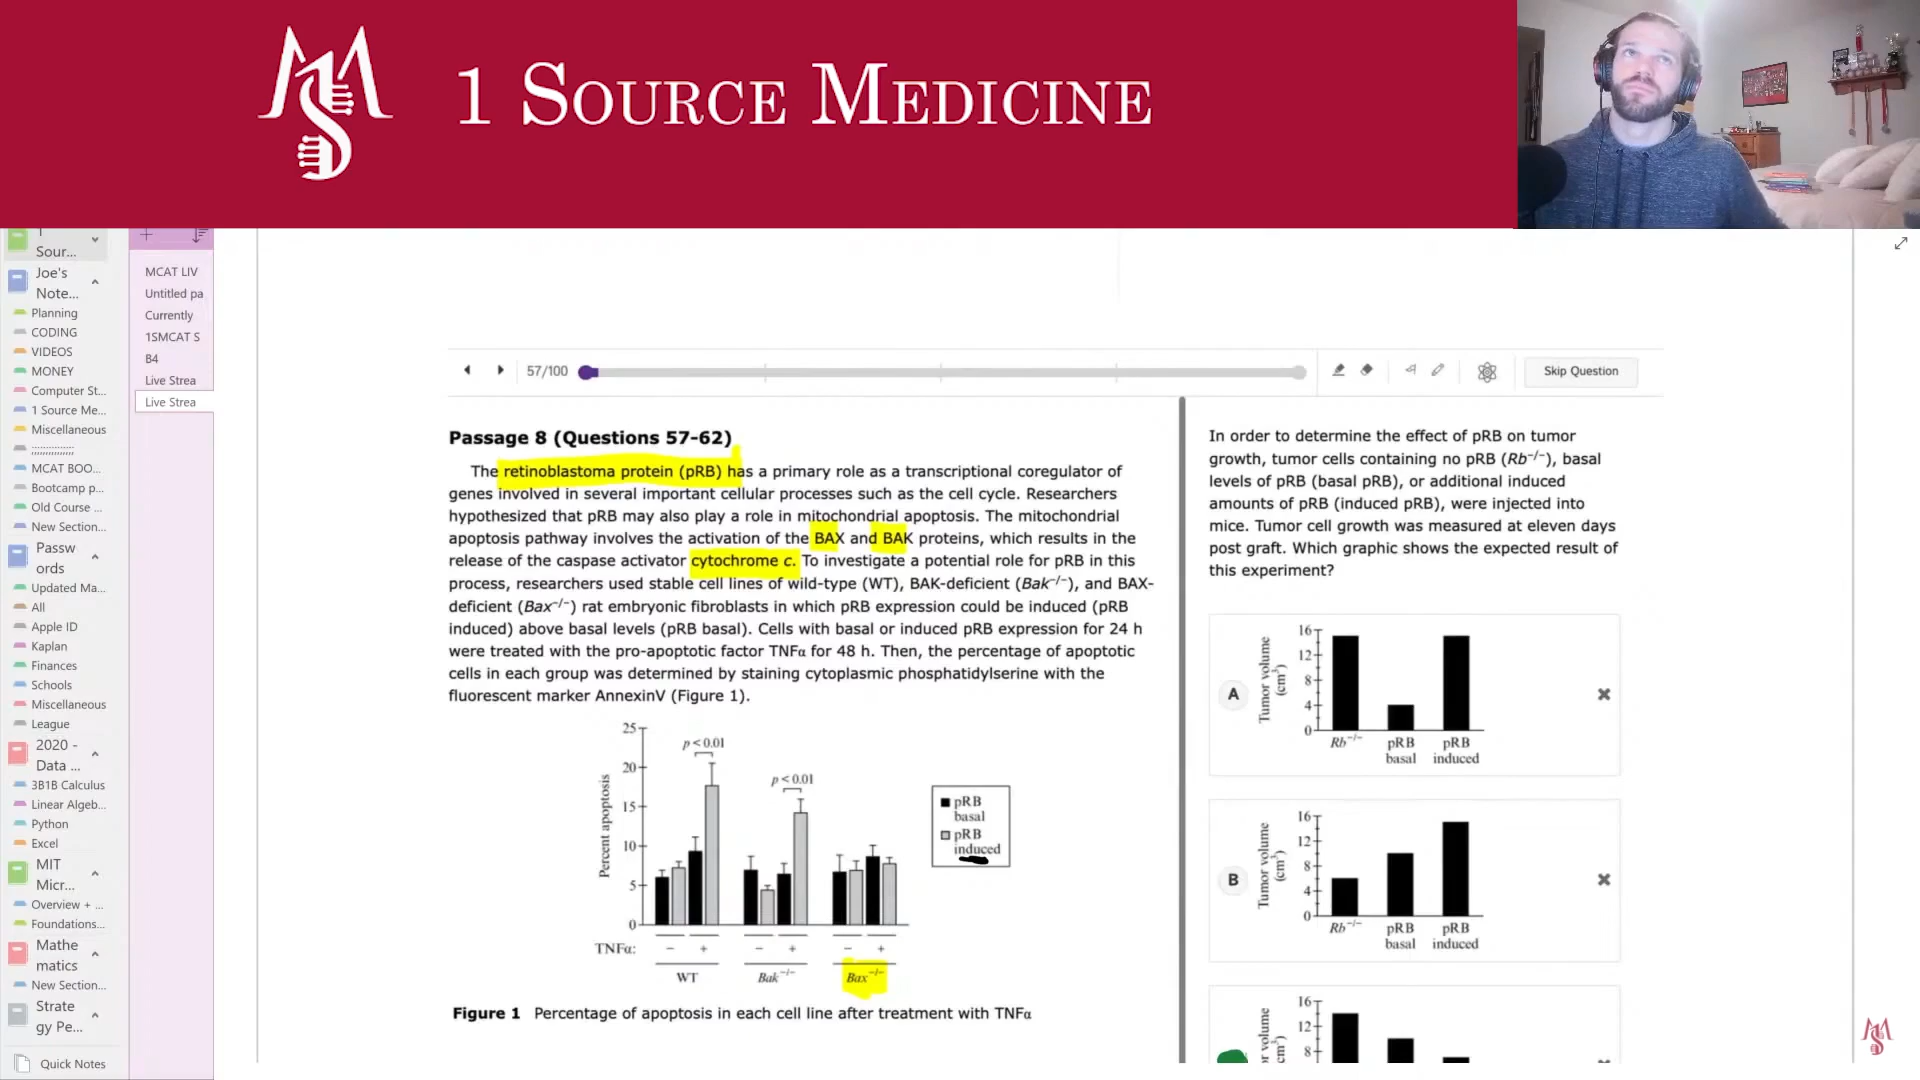 1 SOURCE MEDICINE
1
Sour...
Joe's
Note...
Planning
CODING
VIDEOS
MONEY
Computer St...
1 Source Me...
Miscellaneous
;;;;;;;;;;;;;;;
MCAT BOO...
Bootcamp p...
Old Course ...
New Section...
Passw
ords
Updated Ma...
All
Apple ID
Kaplan
Finances
Schools
Miscellaneous
League
2020 -
Data ...
3B1B Calculus
Linear Algeb...
Python
Excel
MIT
Micr...
Overview + ...
Foundations...
Mathe
matics
New Section...
Strate
gy Pe...
Quick Notes
MCAT LIV
Untitled pa
Currently
1SMCAT S
B4
Live Strea
Live Strea
57/100
Skip Question
Passage 8 (Questions 57-62)
The retinoblastoma protein (pRB) has a primary role as a transcriptional coregulator of
genes involved in several important cellular processes such as the cell cycle. Researchers
hypothesized that pRB may also play a role in mitochondrial apoptosis. The mitochondrial
apoptosis pathway involves the activation of the BAX and BAK proteins, which results in the
release of the caspase activator cytochrome c. To investigate a potential role for pRB in this
process, researchers used stable cell lines of wild-type (WT), BAK-deficient (Bak⁻/⁻), and BAX-
deficient (Bax⁻/⁻) rat embryonic fibroblasts in which pRB expression could be induced (pRB
induced) above basal levels (pRB basal). Cells with basal or induced pRB expression for 24 h
were treated with the pro-apoptotic factor TNFα for 48 h. Then, the percentage of apoptotic
cells in each group was determined by staining cytoplasmic phosphatidylserine with the
fluorescent marker AnnexinV (Figure 1).
25
20
15
10
5
0
Percent apoptosis
p < 0.01
p < 0.01
pRB
basal
pRB
induced
TNFα: − + − + − +
WT Bak⁻/⁻ Bax⁻/⁻
Figure 1 Percentage of apoptosis in each cell line after treatment with TNFα
In order to determine the effect of pRB on tumor
growth, tumor cells containing no pRB (Rb⁻/⁻), basal
levels of pRB (basal pRB), or additional induced
amounts of pRB (induced pRB), were injected into
mice. Tumor cell growth was measured at eleven days
post graft. Which graphic shows the expected result of
this experiment?
A
Tumor volume
(cm³)
16
12
8
4
0
Rb⁻/⁻ pRB pRB
basal induced
B
Tumor volume
(cm³)
16
12
8
4
0
Rb⁻/⁻ pRB pRB
basal induced
r volume
cm³)
16
12
8